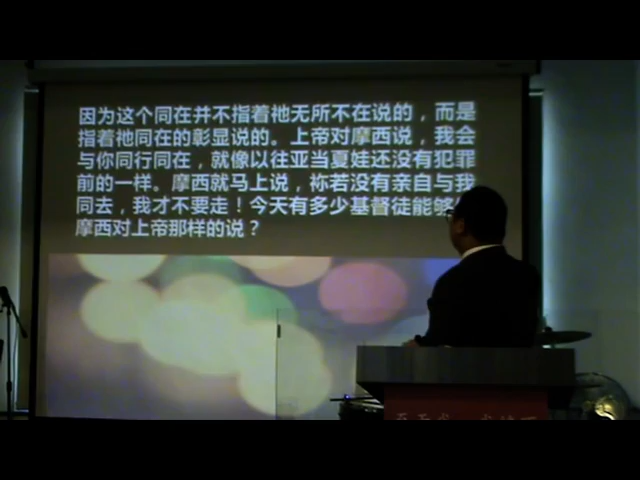 因为这个同在并不指着祂无所不在说的，而是
指着祂同在的彰显说的。上帝对摩西说，我会
与你同行同在，就像以往亚当夏娃还没有犯罪
前的一样。摩西就马上说，祢若没有亲自与我
同去，我才不要走！今天有多少基督徒能够
摩西对上帝那样的说？